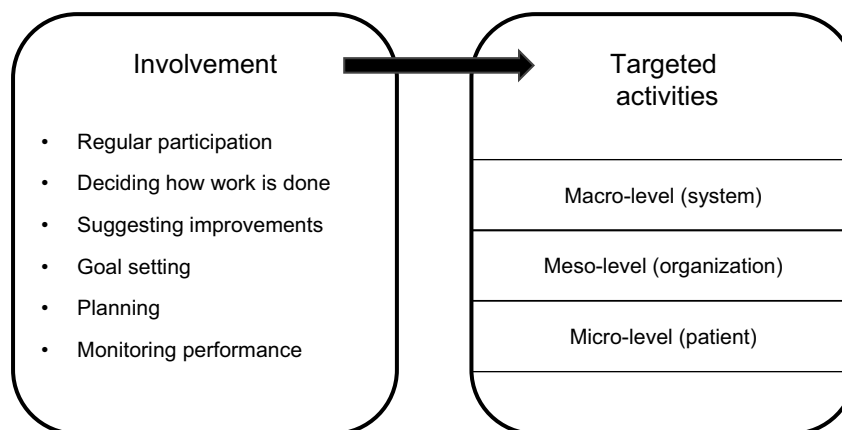 Involvement
• Regular participation
• Deciding how work is done
• Suggesting improvements
• Goal setting
• Planning
• Monitoring performance
Targeted
activities
Macro-level (system)
Meso-level (organization)
Micro-level (patient)